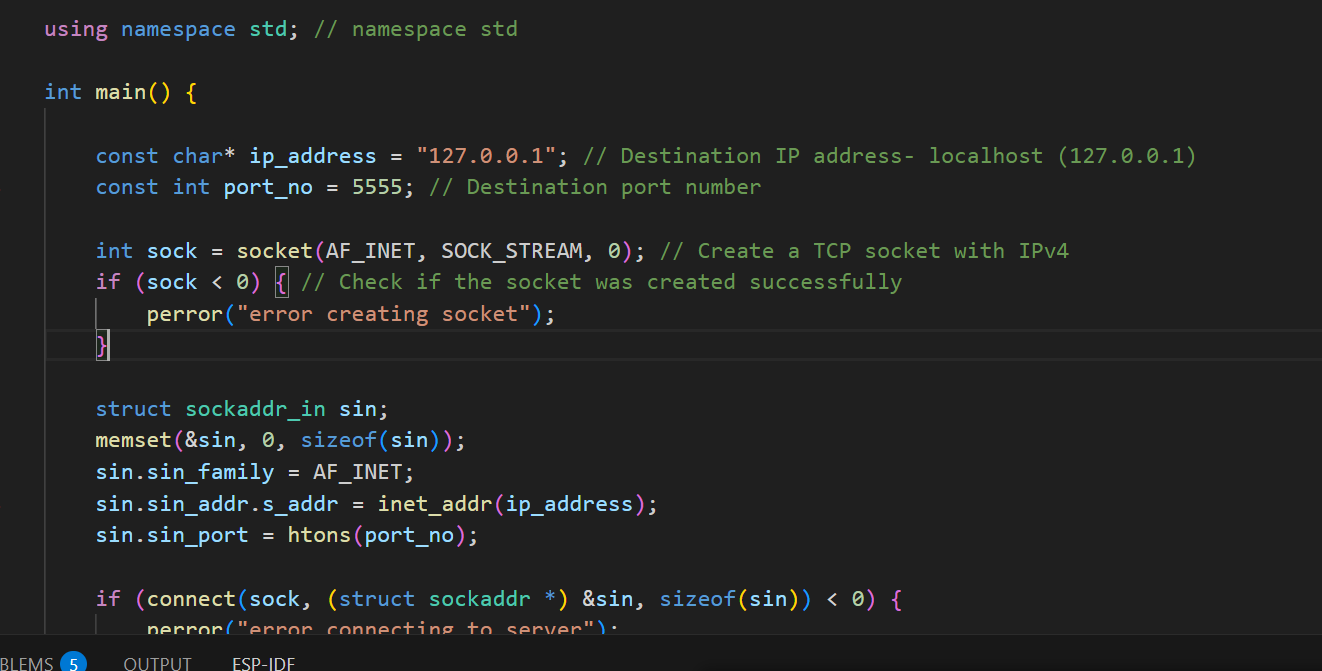 using namespace std; // namespace std
int main() {
const char* ip_address = "127.0.0.1"; // Destination IP address- localhost (127.0.0.1)
const int port_no = 5555; // Destination port number
int sock = socket(AF_INET, SOCK_STREAM, 0); // Create a TCP socket with IPv4
if (sock < 0) { // Check if the socket was created successfully
perror("error creating socket");
}
struct sockaddr_in sin;
memset(&sin, 0, sizeof(sin));
sin.sin_family = AF_INET;
sin.sin_addr.s_addr = inet_addr(ip_address);
sin.sin_port = htons(port_no);
if (connect(sock, (struct sockaddr *) &sin, sizeof(sin)) < 0) {
perror("error connecting to server");
BLEMS 5 OUTPUT ESP-IDF